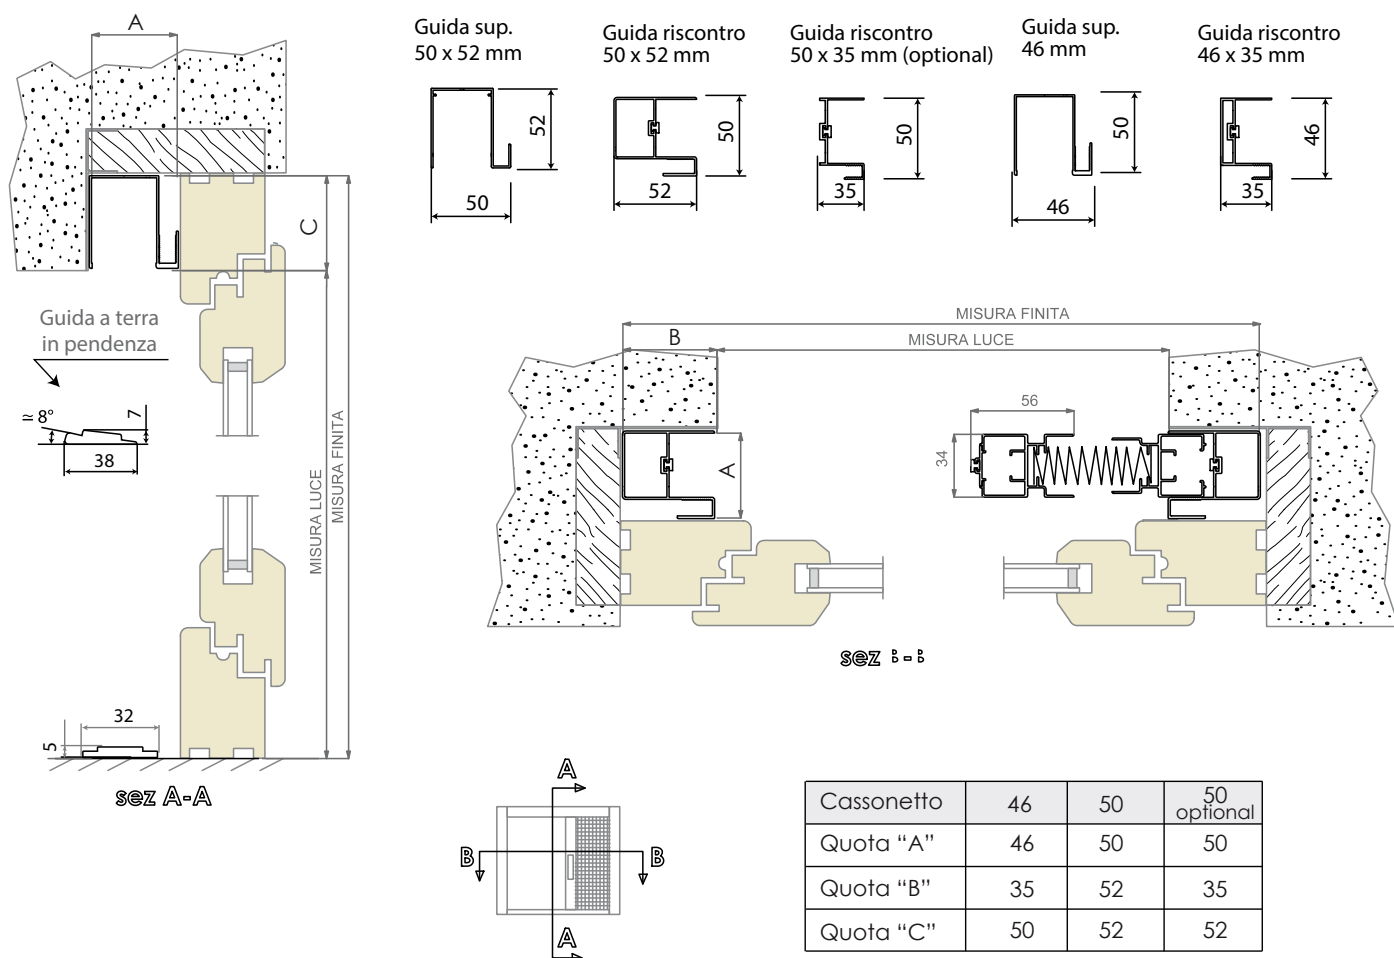 A
Guida sup.
50 x 52 mm
52
50
Guida riscontro
50 x 52 mm
50
52
Guida riscontro
50 x 35 mm (optional)
50
35
Guida sup.
46 mm
50
46
Guida riscontro
46 x 35 mm
46
35
C
Guida a terra
in pendenza
≃ 8°
7
38
MISURA LUCE
MISURA FINITA
32
5
sez A-A
MISURA FINITA
B
MISURA LUCE
A
56
34
sez B-B
A
B
B
A
Cassonetto 46 50 50 optional
Quota “A” 46 50 50
Quota “B” 35 52 35
Quota “C” 50 52 52